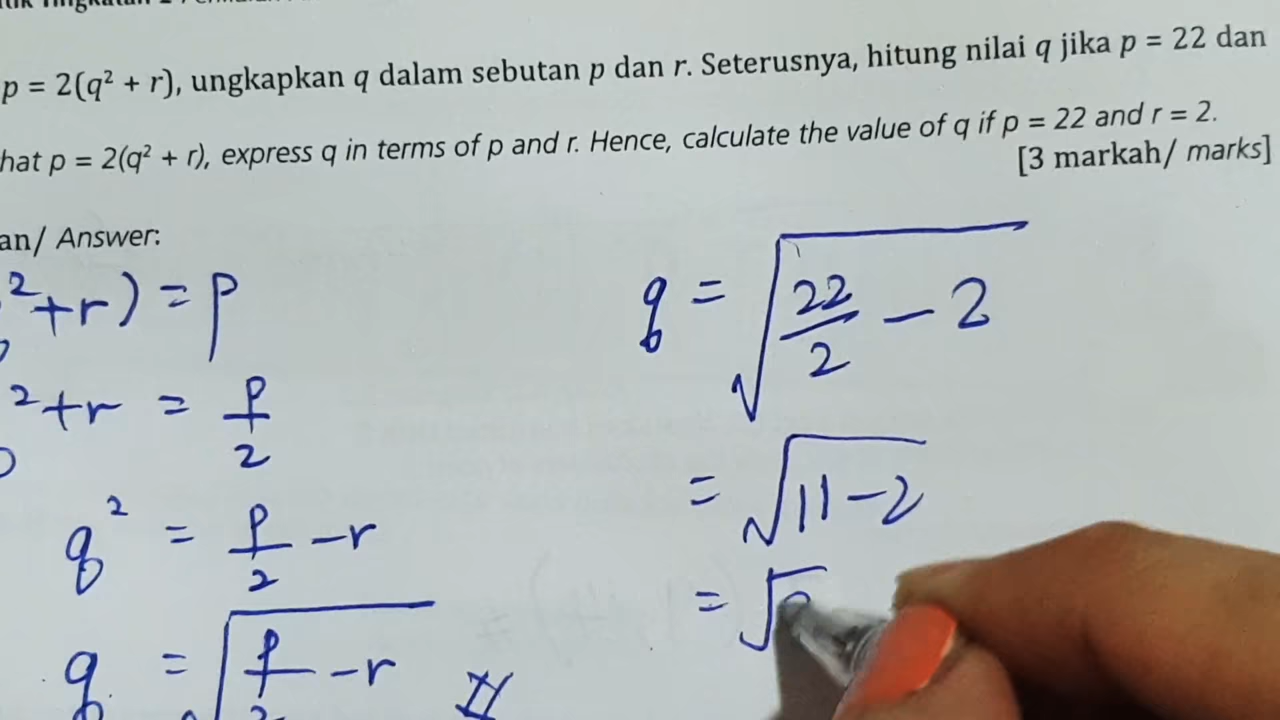 p = 2(q² + r), ungkapkan q dalam sebutan p dan r. Seterusnya, hitung nilai q jika p = 22 dan
hat p = 2(q² + r), express q in terms of p and r. Hence, calculate the value of q if p = 22 and r = 2.
[3 markah/ marks]
an/ Answer:
² + r) = p
² + r = p/2
q² = p/2 - r
q = √(p/2 - r)
q = √(22/2 - 2)
= √(11 - 2)
= √